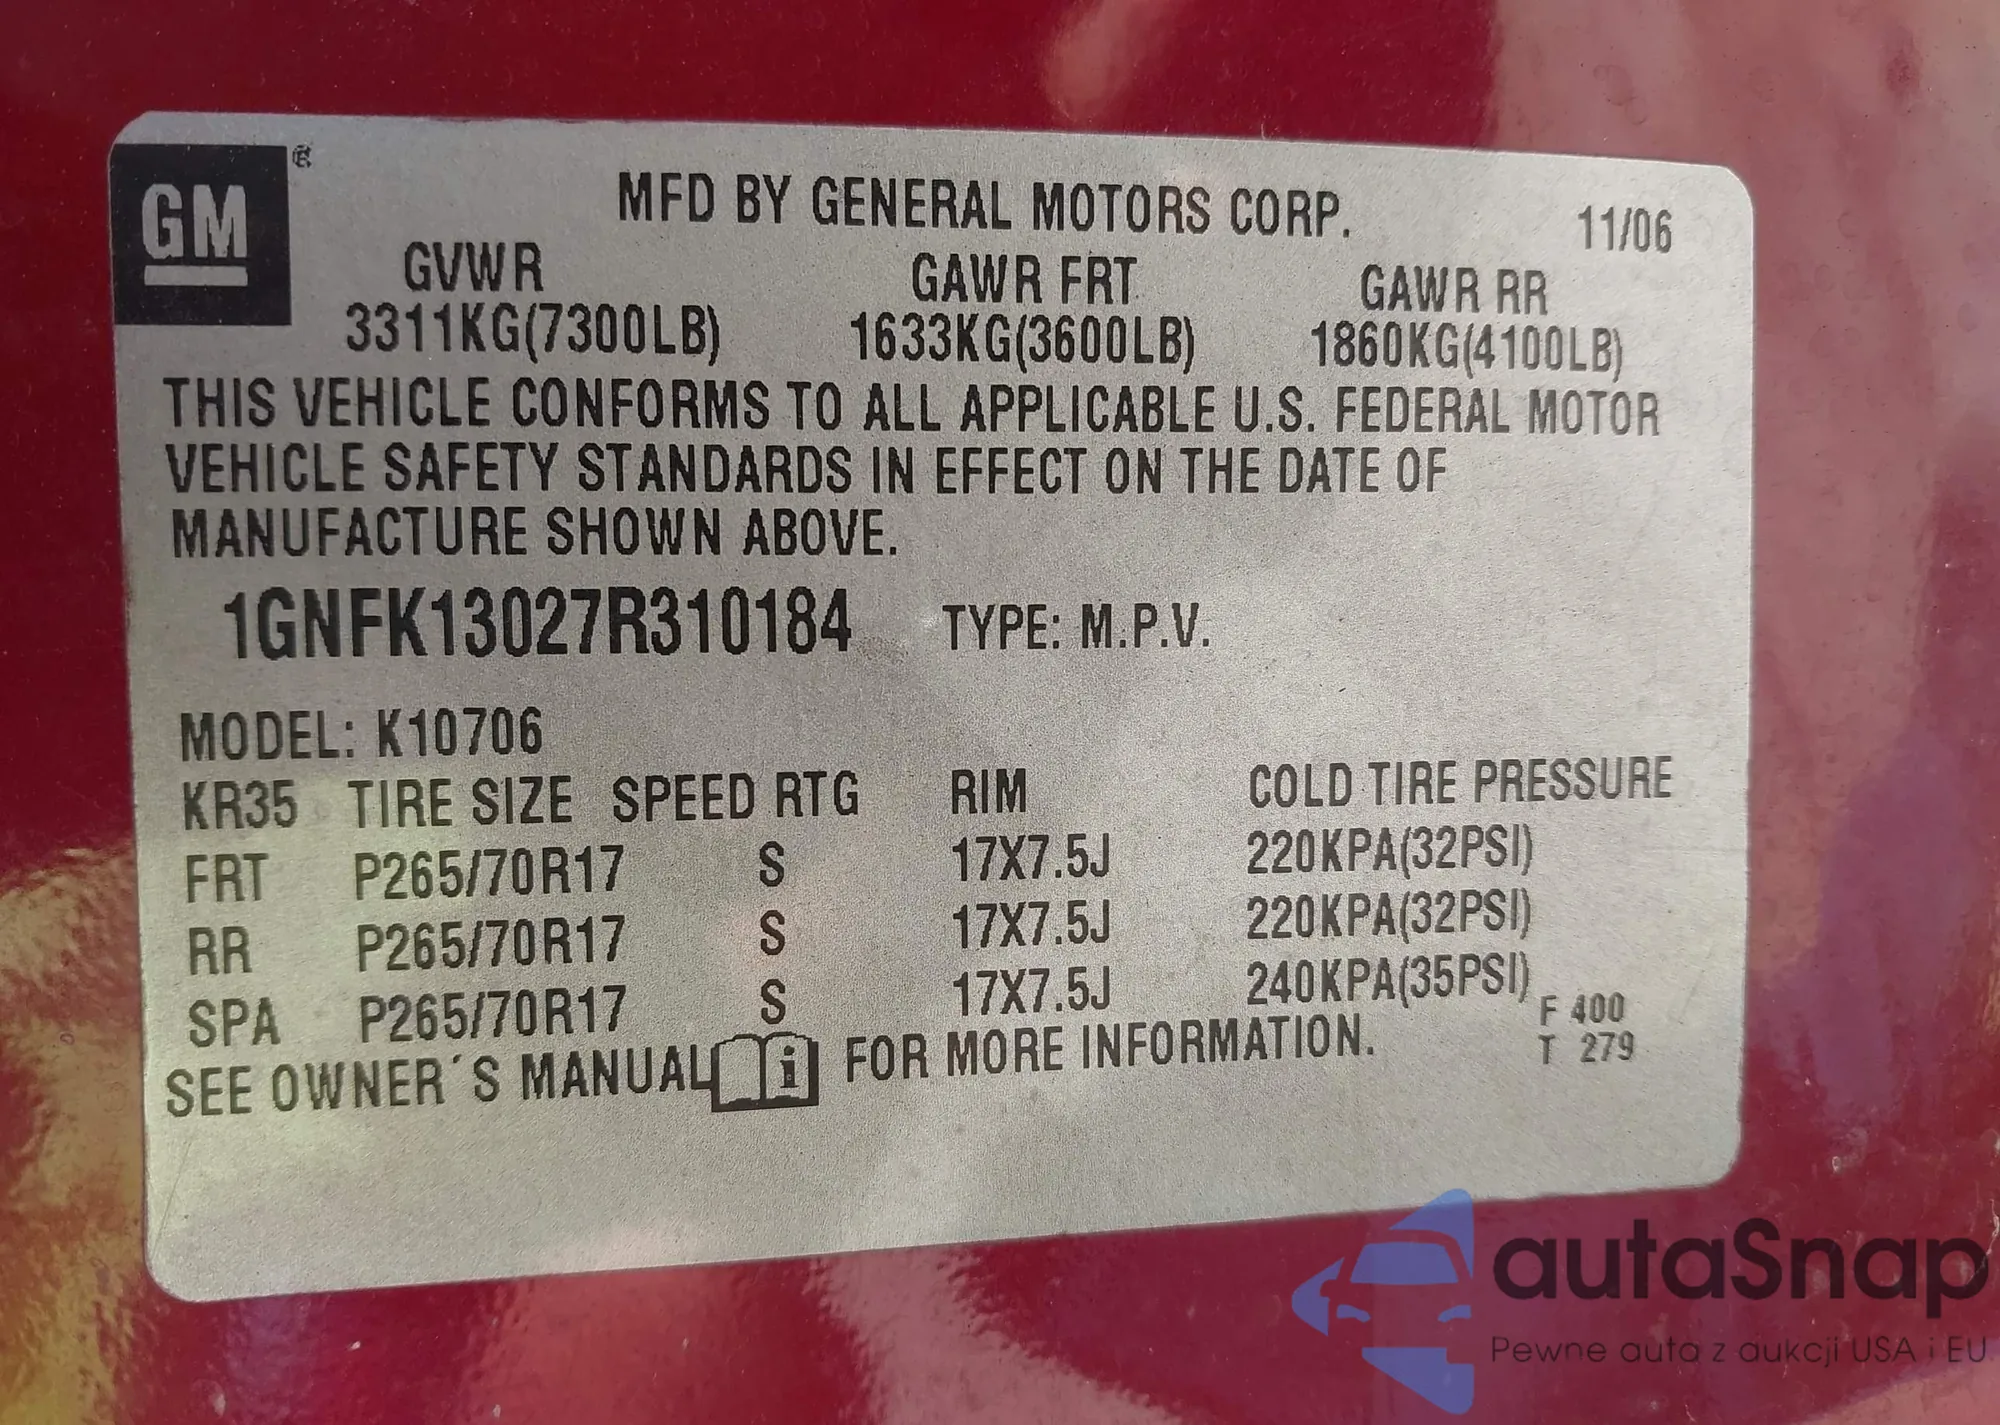 GM ®
MFD BY GENERAL MOTORS CORP. 11/06
GVWR GAWR FRT GAWR RR
3311KG(7300LB) 1633KG(3600LB) 1860KG(4100LB)
THIS VEHICLE CONFORMS TO ALL APPLICABLE U.S. FEDERAL MOTOR
VEHICLE SAFETY STANDARDS IN EFFECT ON THE DATE OF
MANUFACTURE SHOWN ABOVE.
1GNFK13027R310184 TYPE: M.P.V.
MODEL: K10706
KR35 TIRE SIZE SPEED RTG RIM COLD TIRE PRESSURE
FRT P265/70R17 S 17X7.5J 220KPA(32PSI)
RR P265/70R17 S 17X7.5J 220KPA(32PSI)
SPA P265/70R17 S 17X7.5J 240KPA(35PSI)
SEE OWNER´S MANUAL i FOR MORE INFORMATION.
F 400
T 279
autaSnap
Pewne auta z aukcji USA i EU